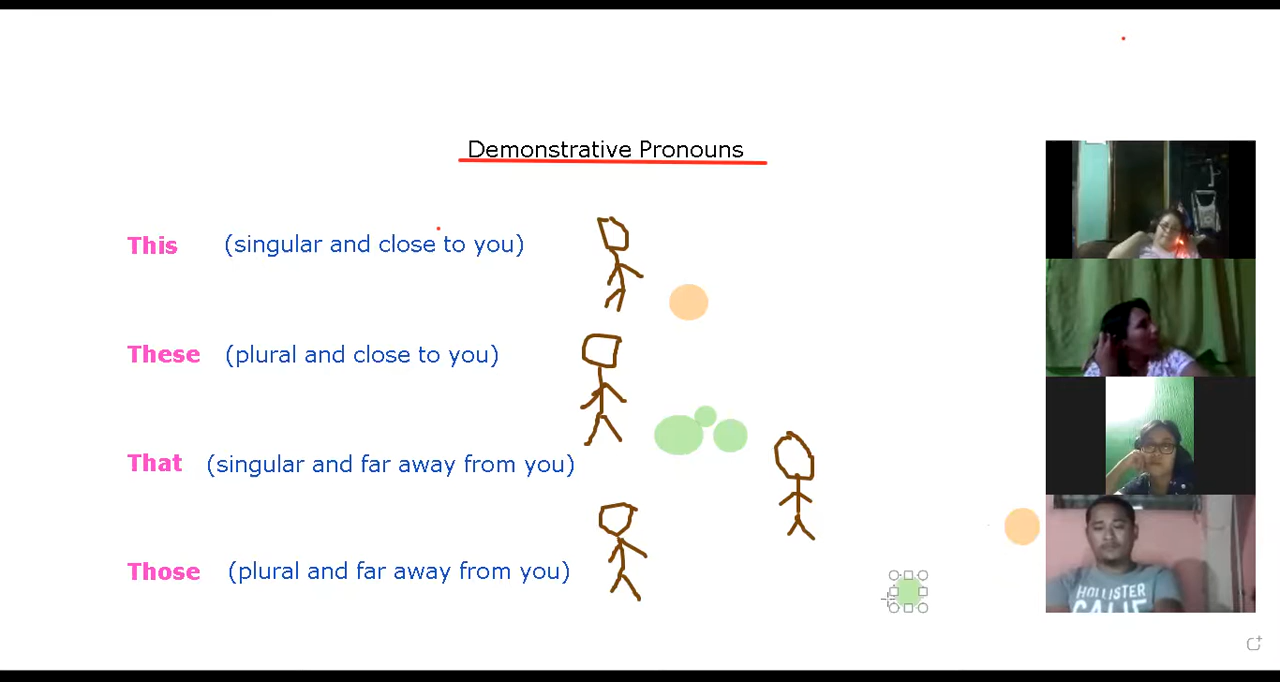 Demonstrative Pronouns
This (singular and close to you)
These (plural and close to you)
That (singular and far away from you)
Those (plural and far away from you)
HOLLISTER
CALIF